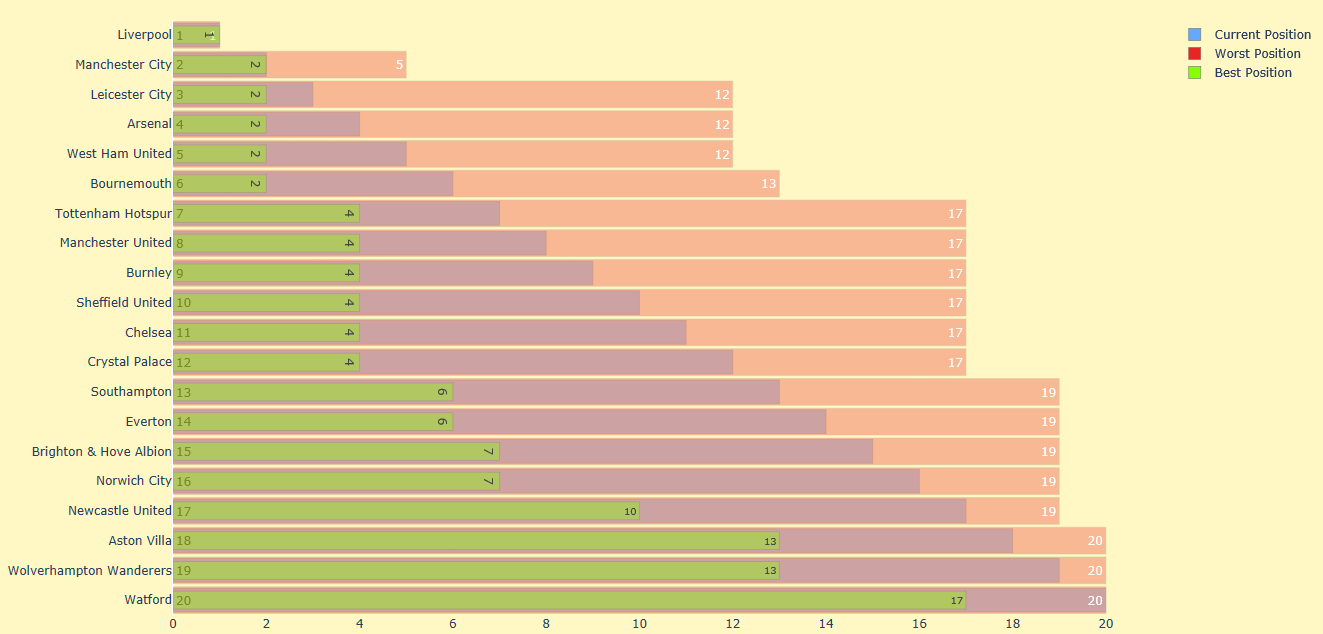 Liverpool 1 1 1
Manchester City 2 2 5
Leicester City 3 2 12
Arsenal 4 2 12
West Ham United 5 2 12
Bournemouth 6 2 13
Tottenham Hotspur 7 4 17
Manchester United 8 4 17
Burnley 9 4 17
Sheffield United 10 4 17
Chelsea 11 4 17
Crystal Palace 12 4 17
Southampton 13 6 19
Everton 14 6 19
Brighton & Hove Albion 15 7 19
Norwich City 16 7 19
Newcastle United 17 10 19
Aston Villa 18 13 20
Wolverhampton Wanderers 19 13 20
Watford 20 17 20
0 2 4 6 8 10 12 14 16 18 20
Current Position
Worst Position
Best Position